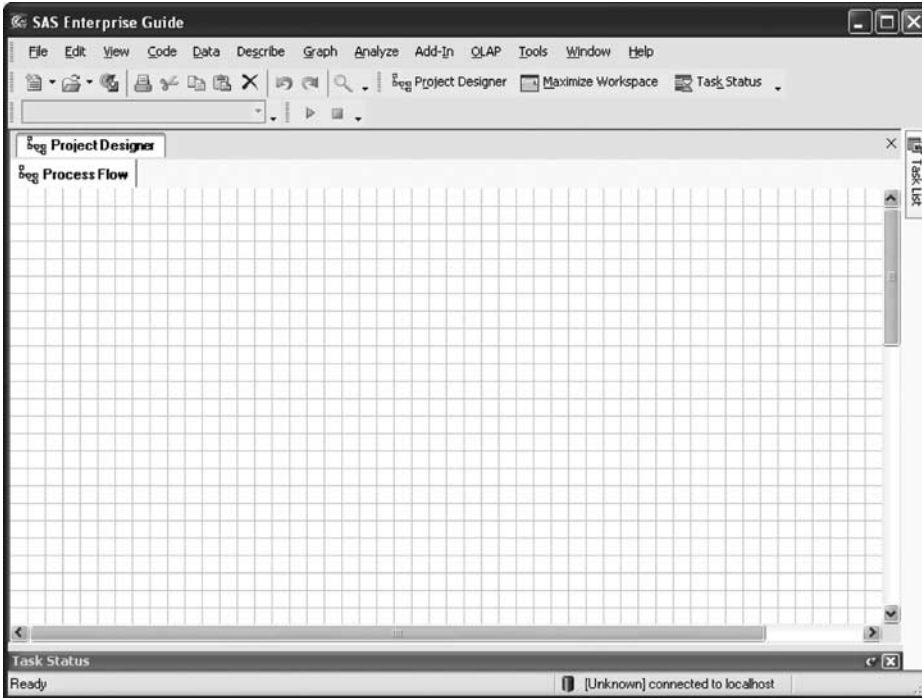 SAS Enterprise Guide
File Edit View Code Data Describe Graph Analyze Add-In OLAP Tools Window Help
Project Designer Maximize Workspace Task Status
Project Designer
Task List
Process Flow
Task Status
Ready [Unknown] connected to localhost